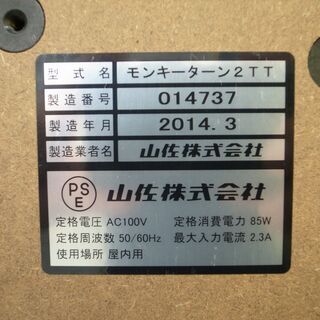 型式名 モンキーターン2TT
製造番号 014737
製造年月 2014.3
製造業者名 山佐株式会社
PSE 山佐株式会社
定格電圧 AC100V 定格消費電力 85W
定格周波数 50/60Hz 最大入力電流 2.3A
使用場所 屋内用